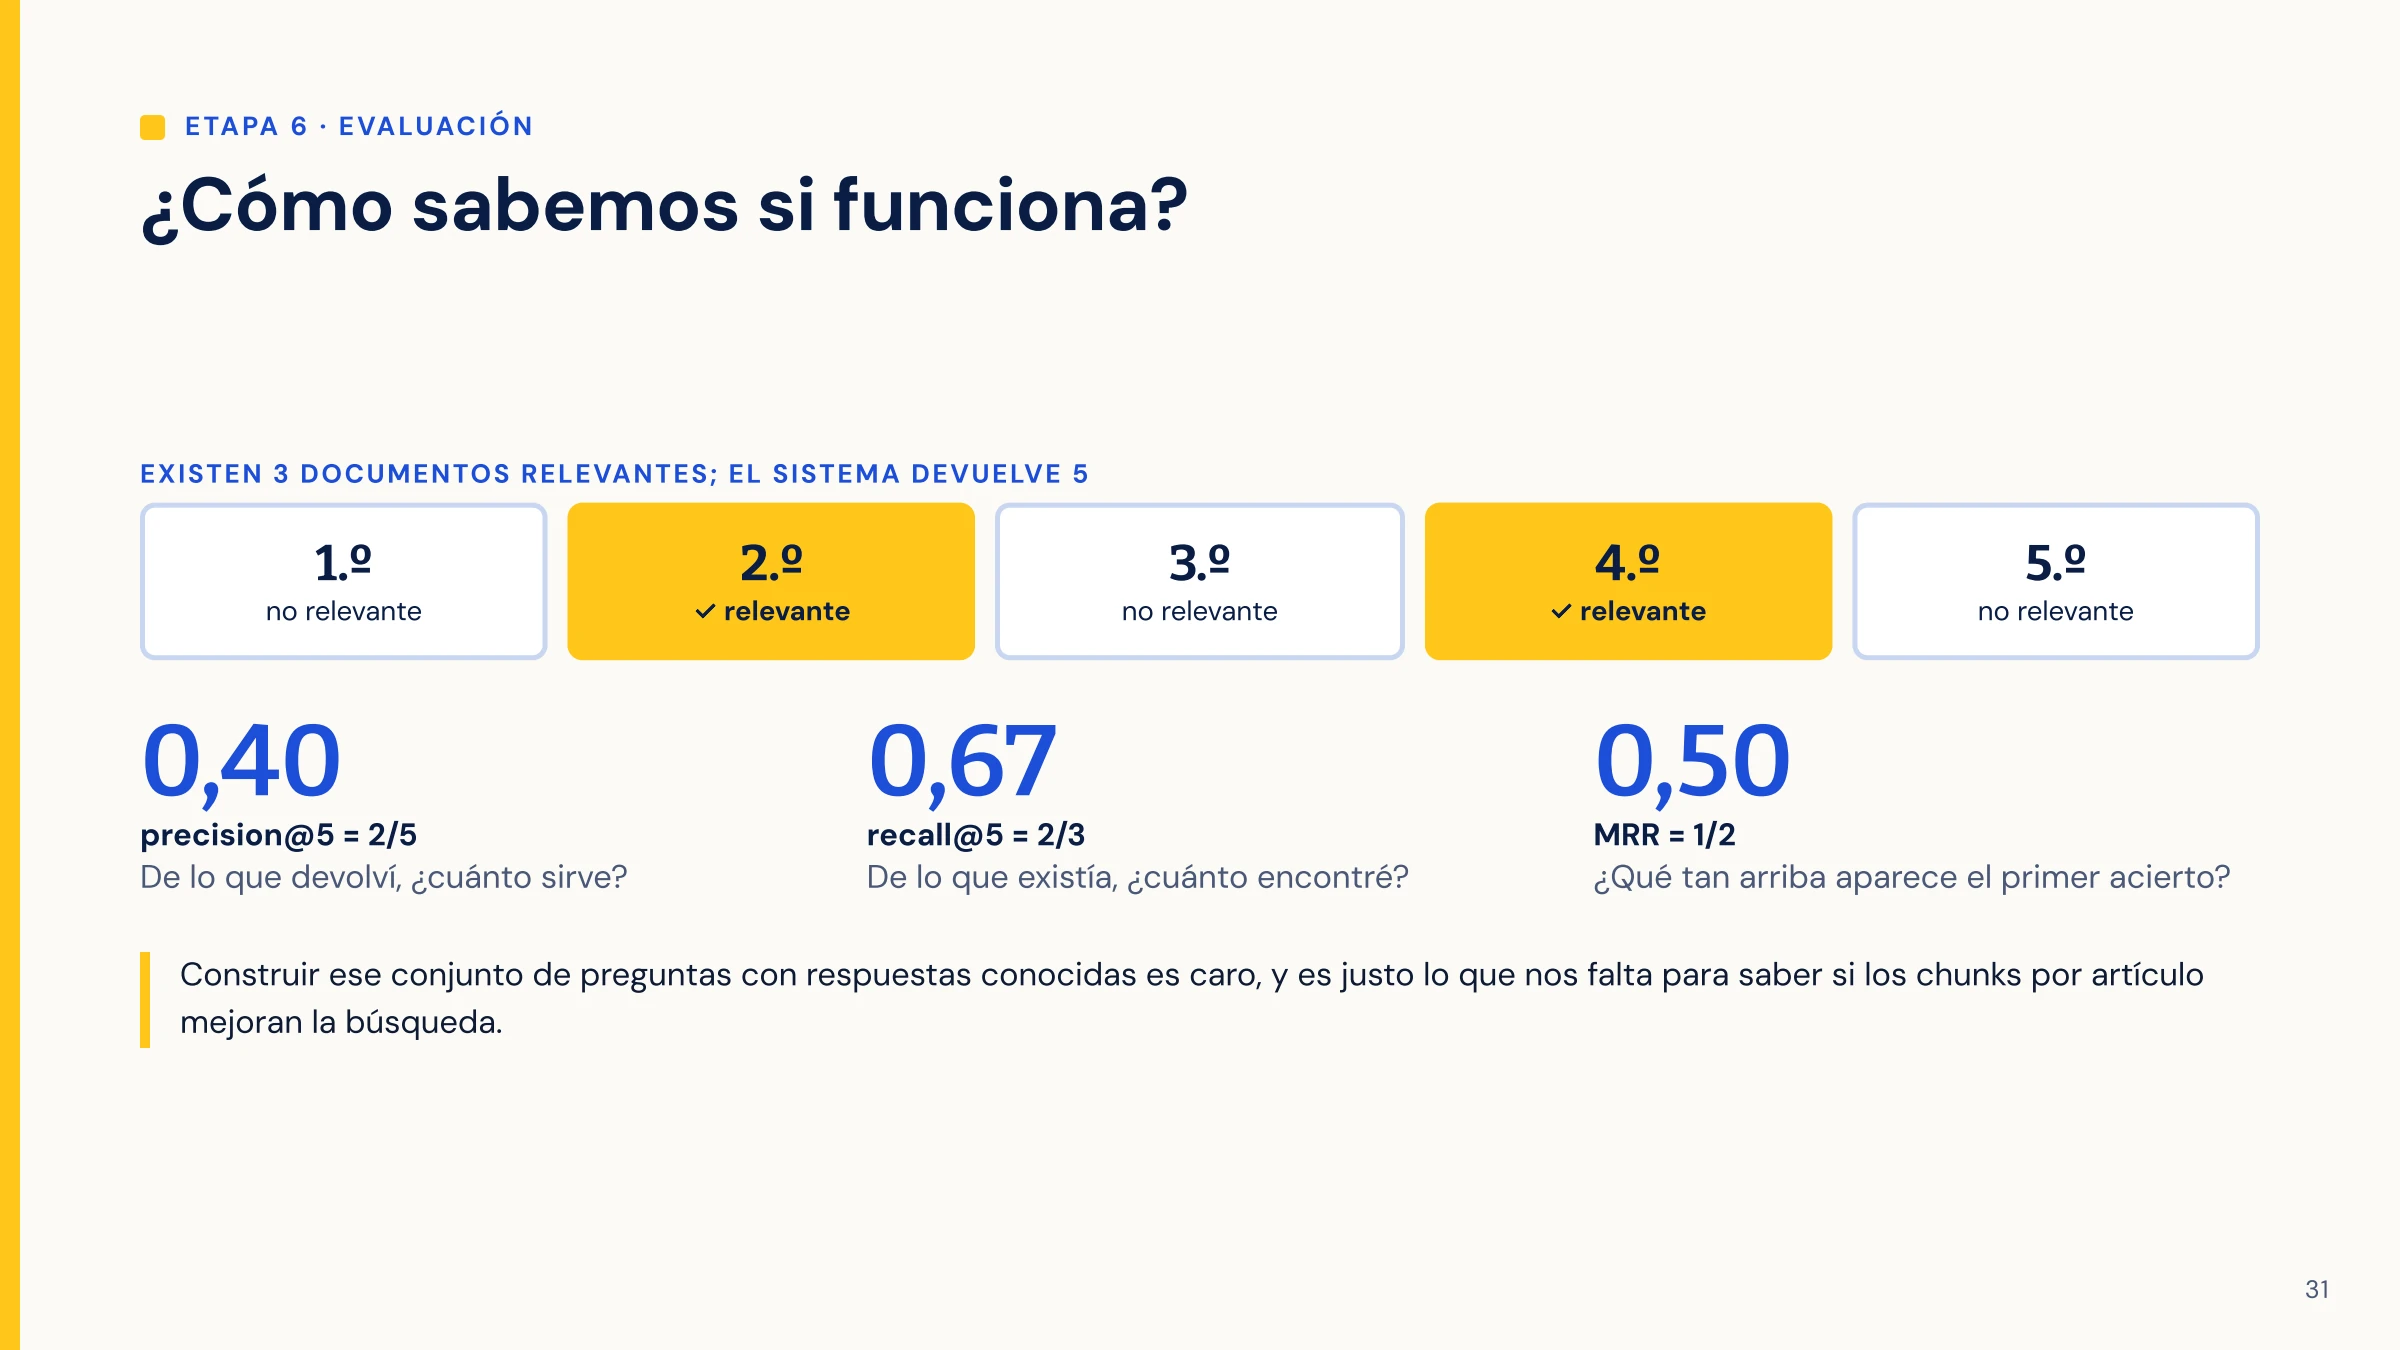 ETAPA 6 · EVALUACIÓN
¿Cómo sabemos si funciona?
EXISTEN 3 DOCUMENTOS RELEVANTES; EL SISTEMA DEVUELVE 5
1.º
no relevante
2.º
✓ relevante
3.º
no relevante
4.º
✓ relevante
5.º
no relevante
0,40
precision@5 = 2/5
De lo que devolví, ¿cuánto sirve?
0,67
recall@5 = 2/3
De lo que existía, ¿cuánto encontré?
0,50
MRR = 1/2
¿Qué tan arriba aparece el primer acierto?
Construir ese conjunto de preguntas con respuestas conocidas es caro, y es justo lo que nos falta para saber si los chunks por artículo
mejoran la búsqueda.
31